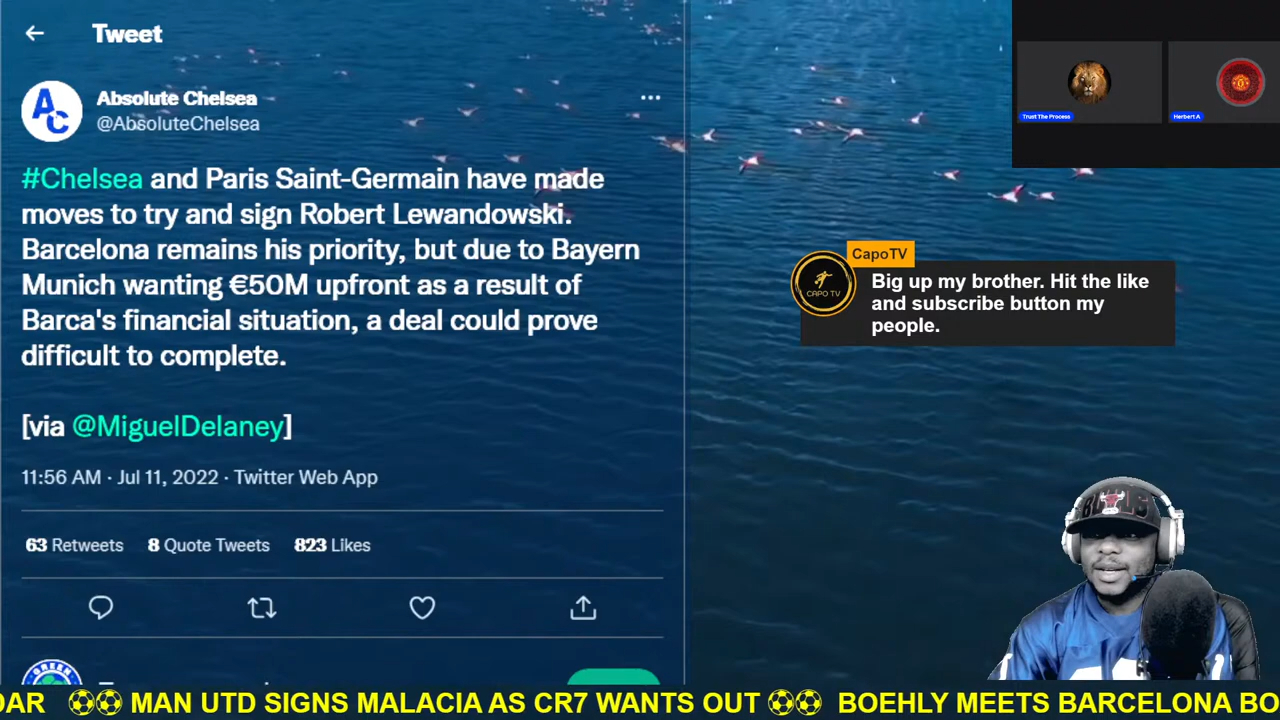 Tweet
Absolute Chelsea
@AbsoluteChelsea
#Chelsea and Paris Saint-Germain have made
moves to try and sign Robert Lewandowski.
Barcelona remains his priority, but due to Bayern
Munich wanting €50M upfront as a result of
Barca's financial situation, a deal could prove
difficult to complete.
[via @MiguelDelaney]
11:56 AM · Jul 11, 2022 · Twitter Web App
63 Retweets 8 Quote Tweets 823 Likes
Trust The Process
Herbert A
CapoTV
CAPO TV
Big up my brother. Hit the like
and subscribe button my
people.
DAR ⚽⚽ MAN UTD SIGNS MALACIA AS CR7 WANTS OUT ⚽⚽ BOEHLY MEETS BARCELONA BO